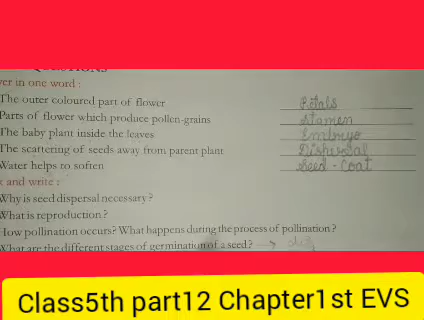 QUESTIONS
er in one word :
The outer coloured part of flower Petals
Parts of flower which produce pollen-grains Stamen
The baby plant inside the leaves Embryo
The scattering of seeds away from parent plant Dishersal
Water helps to soften Seed-Coat
and write :
Why is seed dispersal necessary?
What is reproduction?
How pollination occurs? What happens during the process of pollination?
What are the different stages of germination of a seed?
Class5th part12 Chapter1st EVS